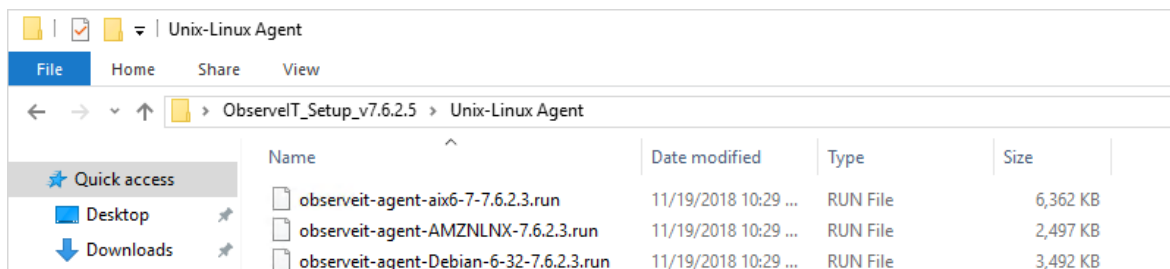 Unix-Linux Agent
File Home Share View
ObserveIT_Setup_v7.6.2.5 > Unix-Linux Agent
Name Date modified Type Size
Quick access
observeit-agent-aix6-7-7.6.2.3.run 11/19/2018 10:29 ... RUN File 6,362 KB
Desktop
observeit-agent-AMZNLNX-7.6.2.3.run 11/19/2018 10:29 ... RUN File 2,497 KB
Downloads
observeit-agent-Debian-6-32-7.6.2.3.run 11/19/2018 10:29 ... RUN File 3,492 KB